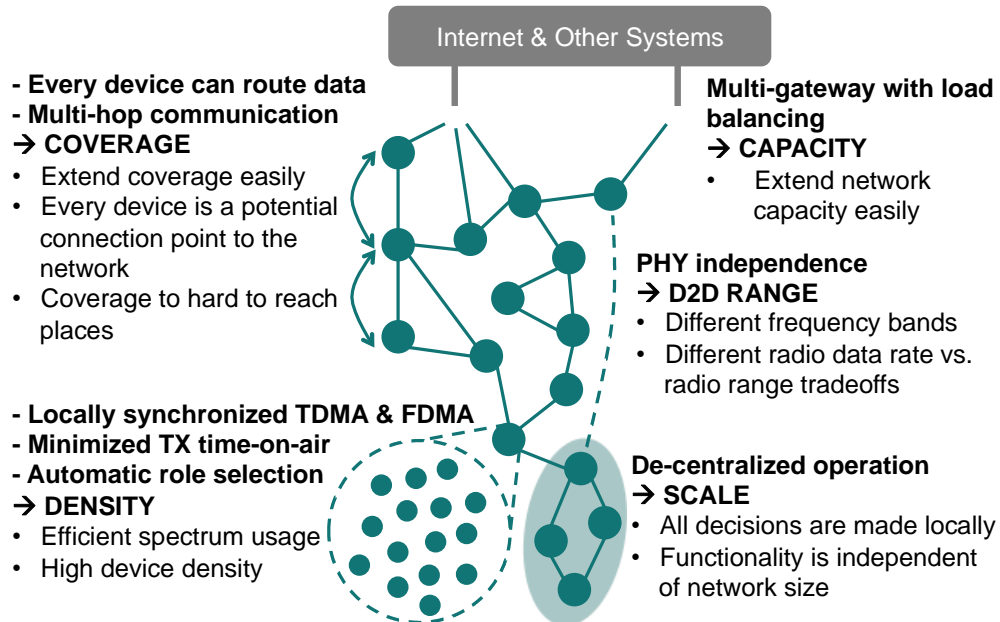 Internet & Other Systems
- Every device can route data
- Multi-hop communication
→ COVERAGE
• Extend coverage easily
• Every device is a potential
connection point to the
network
• Coverage to hard to reach
places
Multi-gateway with load
balancing
→ CAPACITY
• Extend network
capacity easily
PHY independence
→ D2D RANGE
• Different frequency bands
• Different radio data rate vs.
radio range tradeoffs
- Locally synchronized TDMA & FDMA
- Minimized TX time-on-air
- Automatic role selection
→ DENSITY
• Efficient spectrum usage
• High device density
De-centralized operation
→ SCALE
• All decisions are made locally
• Functionality is independent
of network size